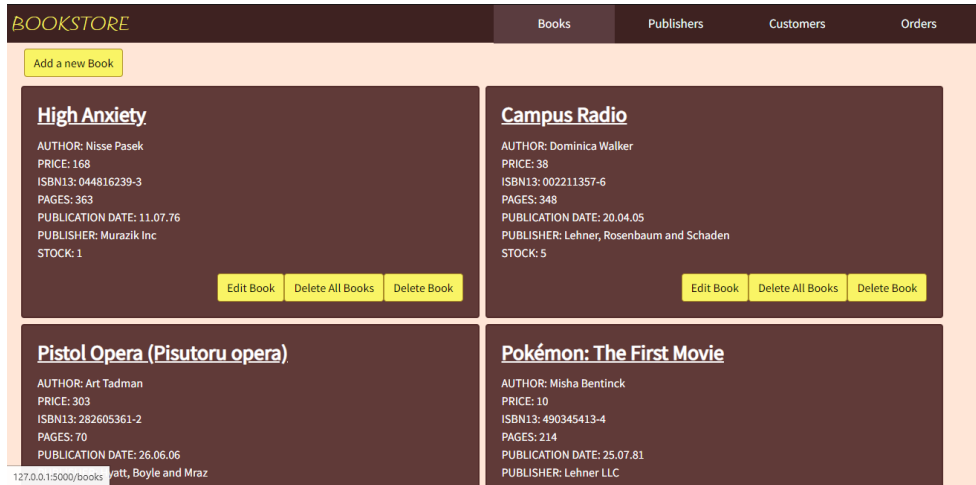 BOOKSTORE
Books Publishers Customers Orders
Add a new Book
High Anxiety
AUTHOR: Nisse Pasek
PRICE: 168
ISBN13: 044816239-3
PAGES: 363
PUBLICATION DATE: 11.07.76
PUBLISHER: Murazik Inc
STOCK: 1
Edit Book Delete All Books Delete Book
Campus Radio
AUTHOR: Dominica Walker
PRICE: 38
ISBN13: 002211357-6
PAGES: 348
PUBLICATION DATE: 20.04.05
PUBLISHER: Lehner, Rosenbaum and Schaden
STOCK: 5
Edit Book Delete All Books Delete Book
Pistol Opera (Pisutoru opera)
AUTHOR: Art Tadman
PRICE: 303
ISBN13: 282605361-2
PAGES: 70
PUBLICATION DATE: 26.06.06
Boyle and Mraz
Pokémon: The First Movie
AUTHOR: Misha Bentinck
PRICE: 10
ISBN13: 490345413-4
PAGES: 214
PUBLICATION DATE: 25.07.81
PUBLISHER: Lehner LLC
127.0.0.1:5000/books